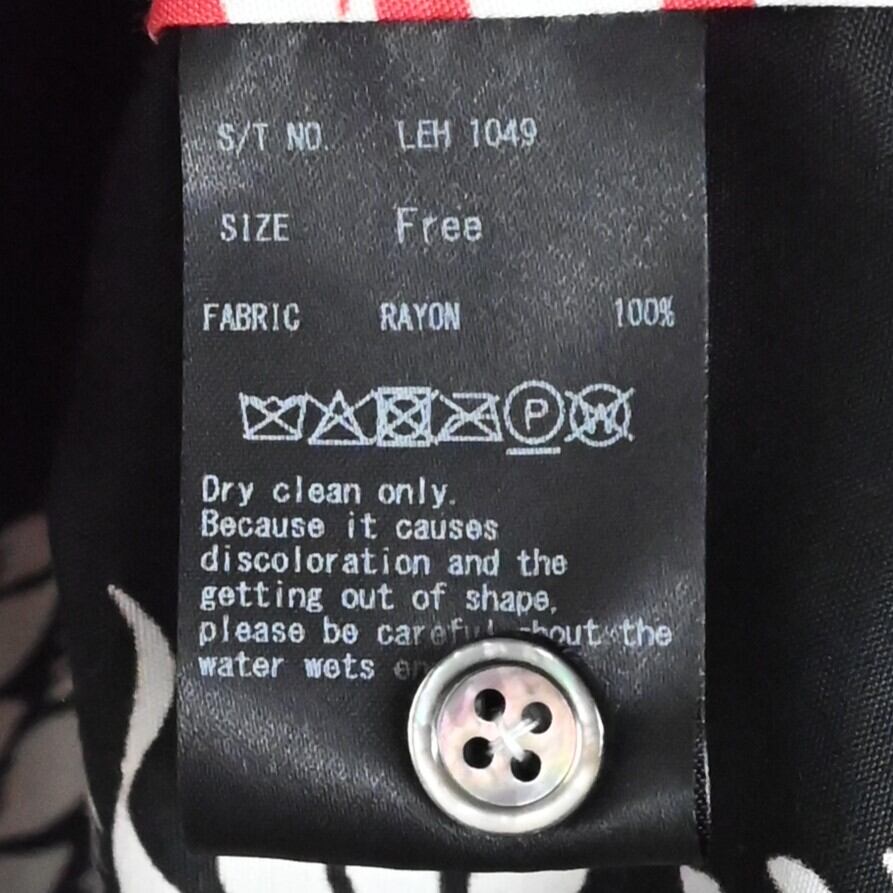 S/T NO. LEH 1049
SIZE Free
FABRIC RAYON 100%
P W
Dry clean only.
Because it causes
discoloration and the
getting out of shape,
please be careful about the
water wets